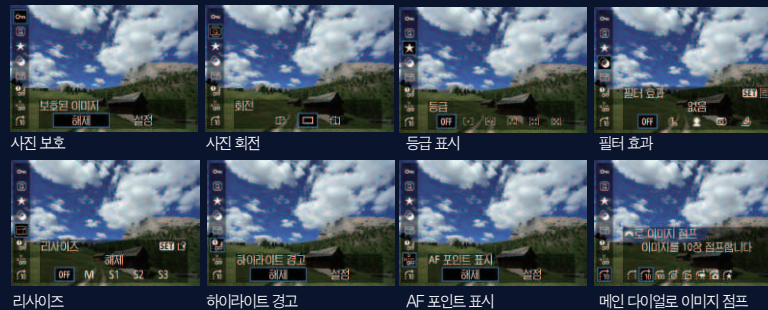 보호된 이미지
해제 설정
사진 보호
회전
사진 회전
등급
OFF
등급 표시
필터 효과 SET
없음
OFF
필터 효과
리사이즈 SET
해제
OFF M S1 S2 S3
리사이즈
하이라이트 경고
해제 설정
하이라이트 경고
AF 포인트 표시
해제 설정
AF 포인트 표시
로 이미지 점프
이미지를 10장 점프합니다
메인 다이얼로 이미지 점프